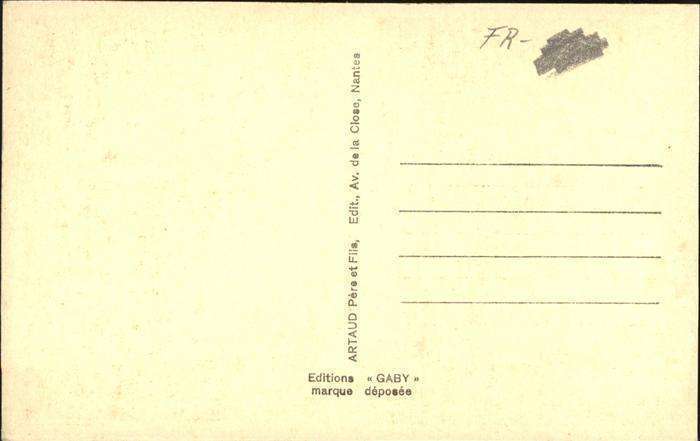 FR-
ARTAUD Père et Fils, Edit., Av. de la Close, Nantes
Editions « GABY »
marque déposée